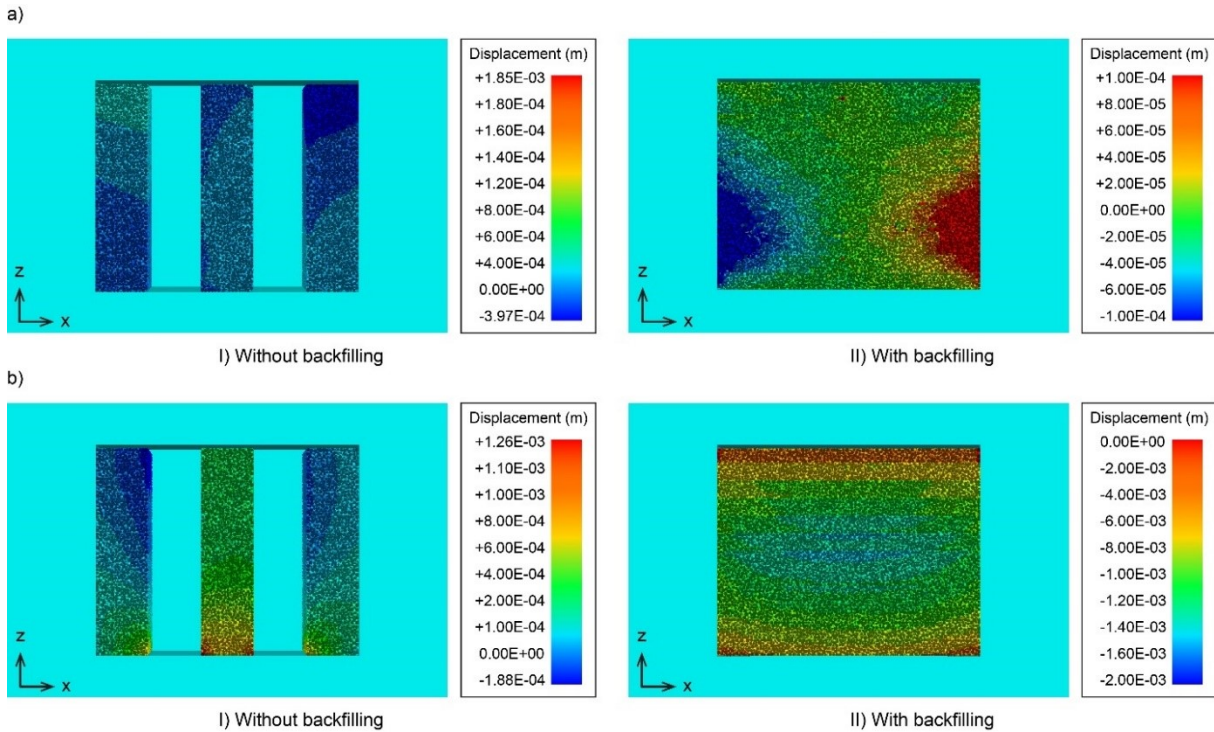 a)
Displacement (m)
+1.85E-03
+1.80E-04
+1.60E-04
+1.40E-04
+1.20E-04
+8.00E-04
+6.00E-04
+4.00E-04
0.00E+00
-3.97E-04
z
x
I) Without backfilling
Displacement (m)
+1.00E-04
+8.00E-05
+6.00E-05
+4.00E-05
+2.00E-05
0.00E+00
-2.00E-05
-4.00E-05
-6.00E-05
-1.00E-04
z
x
II) With backfilling
b)
Displacement (m)
+1.26E-03
+1.10E-03
+1.00E-03
+8.00E-04
+6.00E-04
+4.00E-04
+2.00E-04
+1.00E-04
0.00E+00
-1.88E-04
z
x
I) Without backfilling
Displacement (m)
0.00E+00
-2.00E-03
-4.00E-03
-6.00E-03
-8.00E-03
-1.00E-03
-1.20E-03
-1.40E-03
-1.60E-03
-2.00E-03
z
x
II) With backfilling